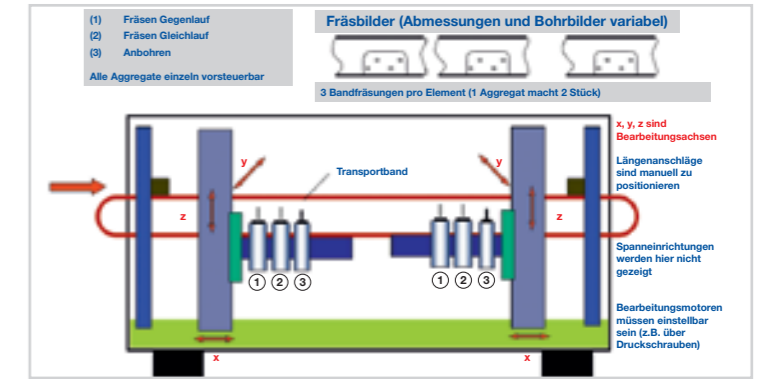 (1) Fräsen Gegenlauf
(2) Fräsen Gleichlauf
(3) Anbohren
Alle Aggregate einzeln vorsteuerbar
Fräsbilder (Abmessungen und Bohrbilder variabel)
3 Bandfräsungen pro Element (1 Aggregat macht 2 Stück)
x, y, z sind
Bearbeitungsachsen
Längenanschläge
sind manuell zu
positionieren
Spanneinrichtungen
werden hier nicht
gezeigt
Bearbeitungsmotoren
müssen einstellbar
sein (z.B. über
Druckschrauben)
y
Transportband
y
z
z
1 2 3
1 2 3
x
x